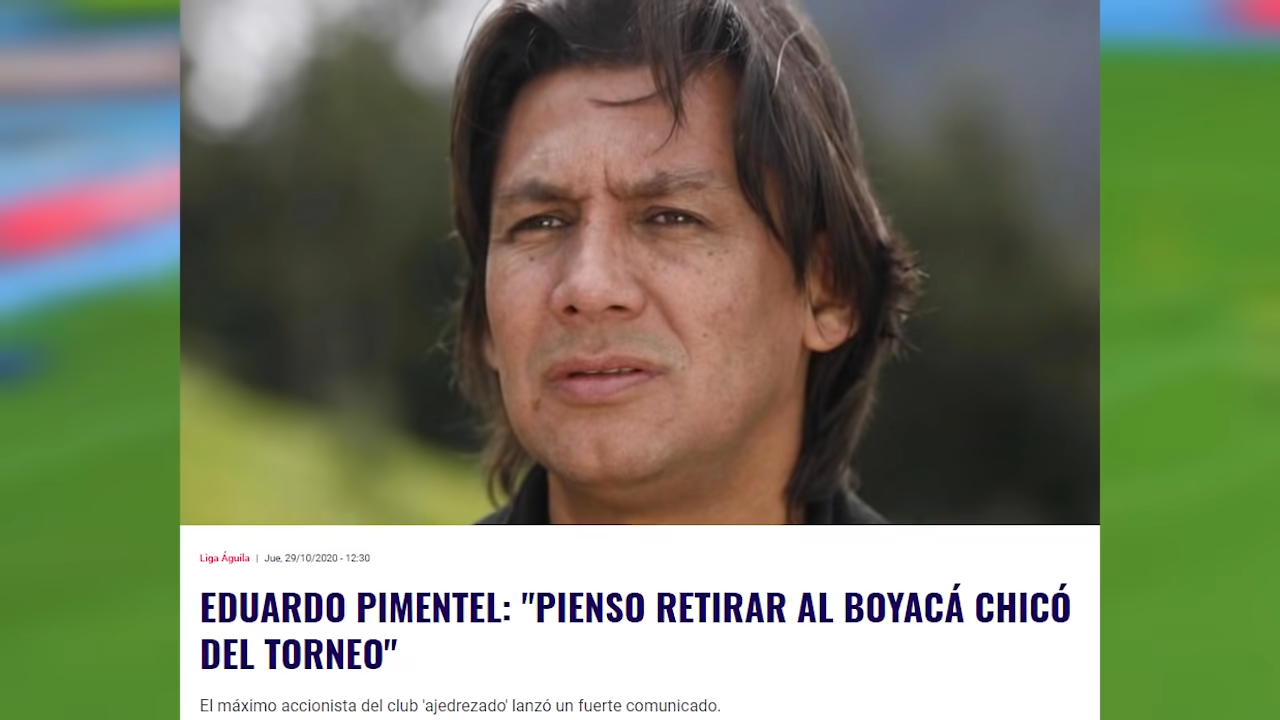 Liga Águila | Jue, 29/10/2020 - 12:30
EDUARDO PIMENTEL: "PIENSO RETIRAR AL BOYACÁ CHICÓ
DEL TORNEO"
El máximo accionista del club 'ajedrezado' lanzó un fuerte comunicado.